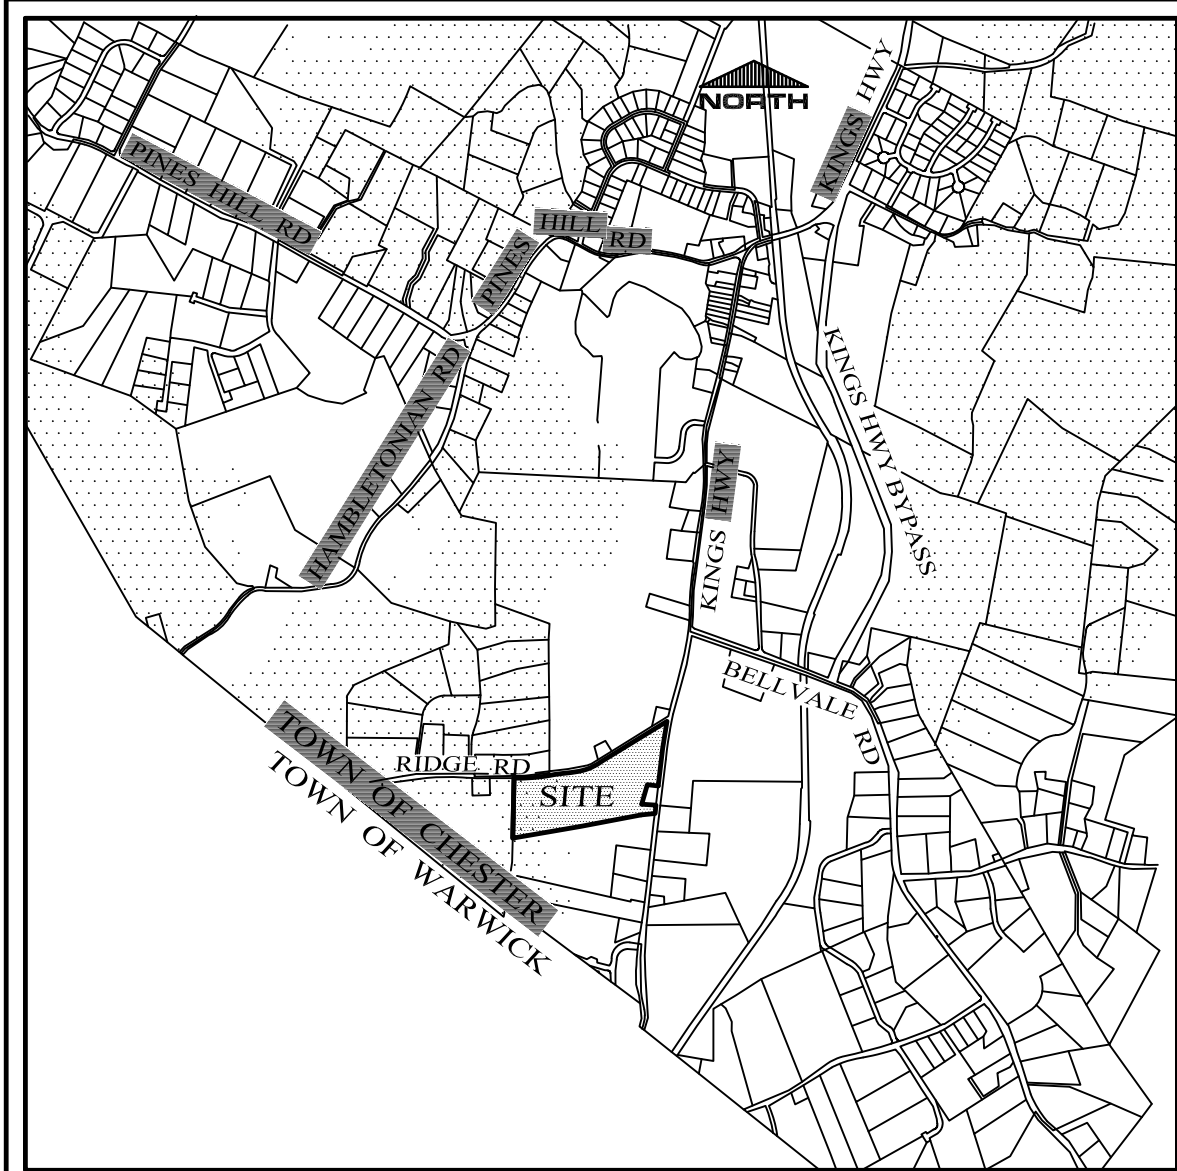 NORTH
KINGS HWY
PINES HILL RD
PINES HILL RD
HAMBLETONIAN RD
KINGS HWY BYPASS
KINGS HWY
BELLVALE RD
RIDGE RD
SITE
TOWN OF CHESTER
TOWN OF WARWICK